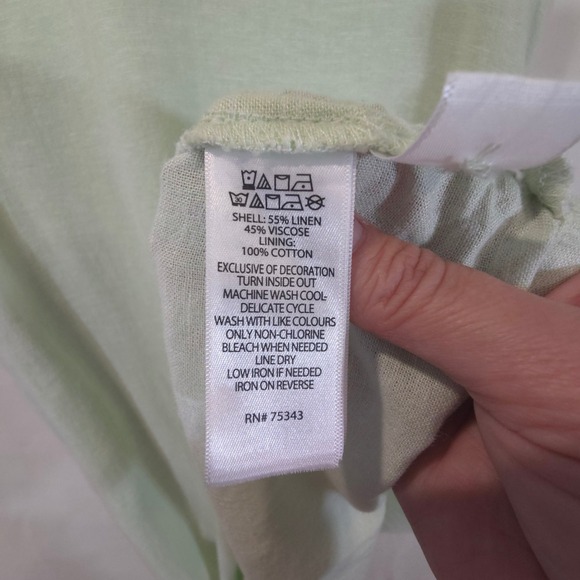 30
SHELL: 55% LINEN
45% VISCOSE
LINING:
100% COTTON
EXCLUSIVE OF DECORATION
TURN INSIDE OUT
MACHINE WASH COOL-
DELICATE CYCLE
WASH WITH LIKE COLOURS
ONLY NON-CHLORINE
BLEACH WHEN NEEDED
LINE DRY
LOW IRON IF NEEDED
IRON ON REVERSE
RN# 75343